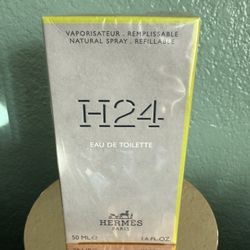 VAPORISATEUR . REMPLISSABLE
NATURAL SPRAY . REFILLABLE
H24
EAU DE TOILETTE
HERMÈS
PARIS
50 ML℮ 1.6 FL.OZ